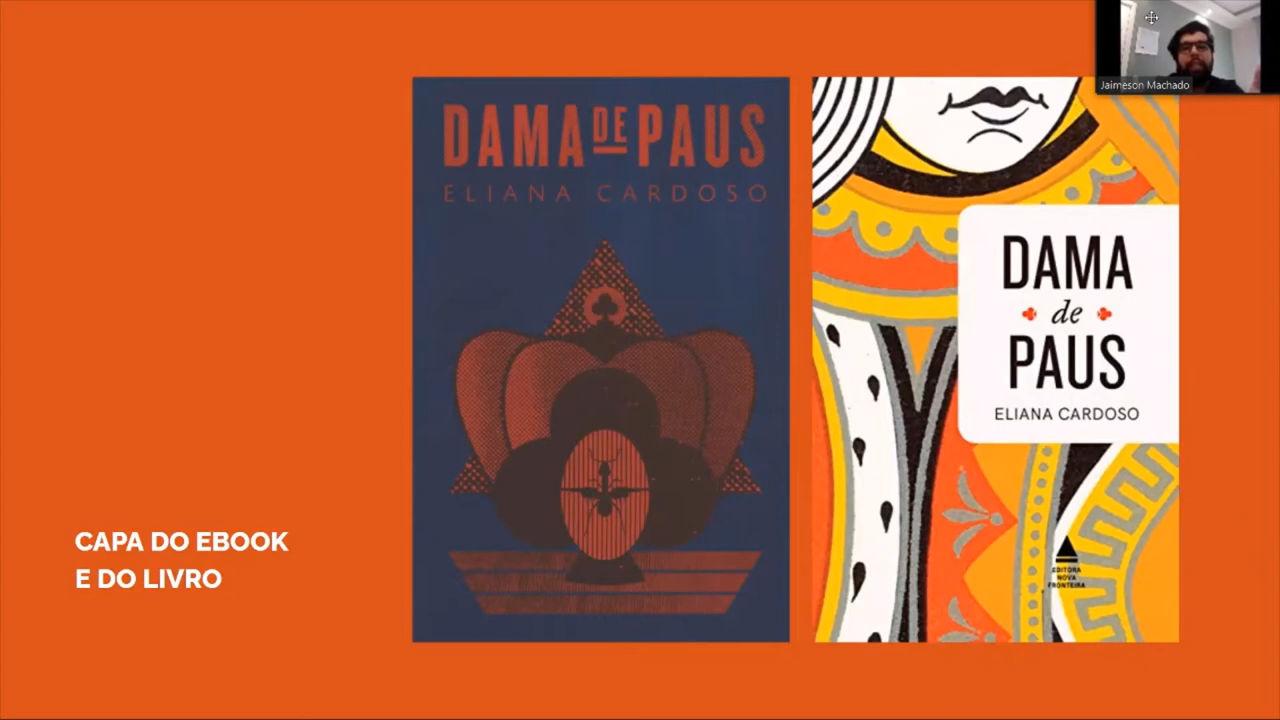 Jaimeson Machado
DAMA DE PAUS
ELIANA CARDOSO
DAMA
de
PAUS
ELIANA CARDOSO
EDITORA
NOVA
FRONTEIRA
CAPA DO EBOOK
E DO LIVRO